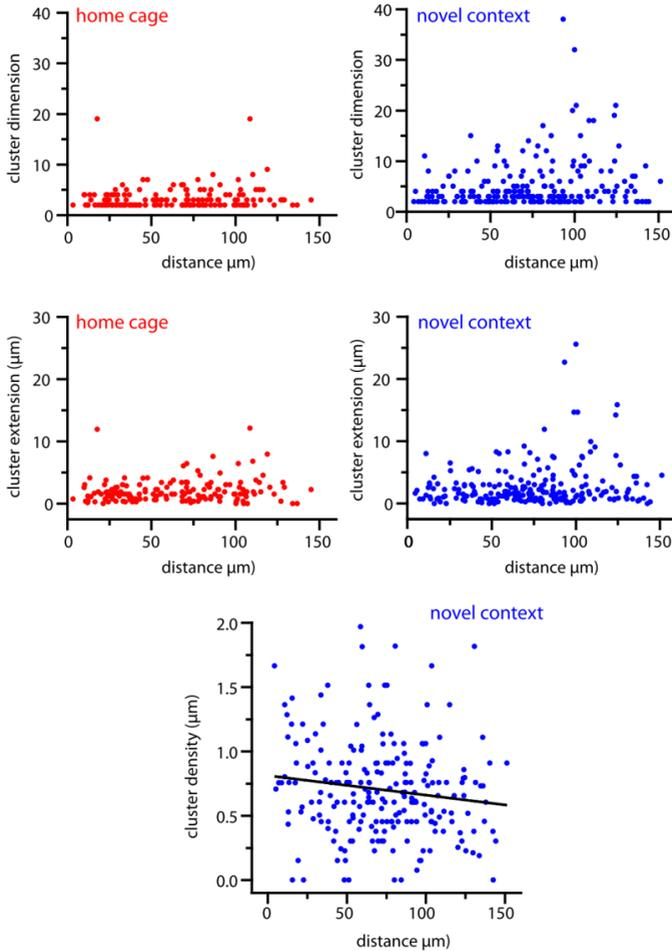 home cage
cluster dimension
40
30
20
10
0
0 50 100 150
distance µm)
novel context
cluster dimension
40
30
20
10
0
0 50 100 150
distance µm)
home cage
cluster extension (µm)
30
20
10
0
0 50 100 150
distance µm)
novel context
cluster extension (µm)
30
20
10
0
0 50 100 150
distance µm)
novel context
cluster density (µm)
2.0
1.5
1.0
0.5
0.0
0 50 100 150
distance µm)